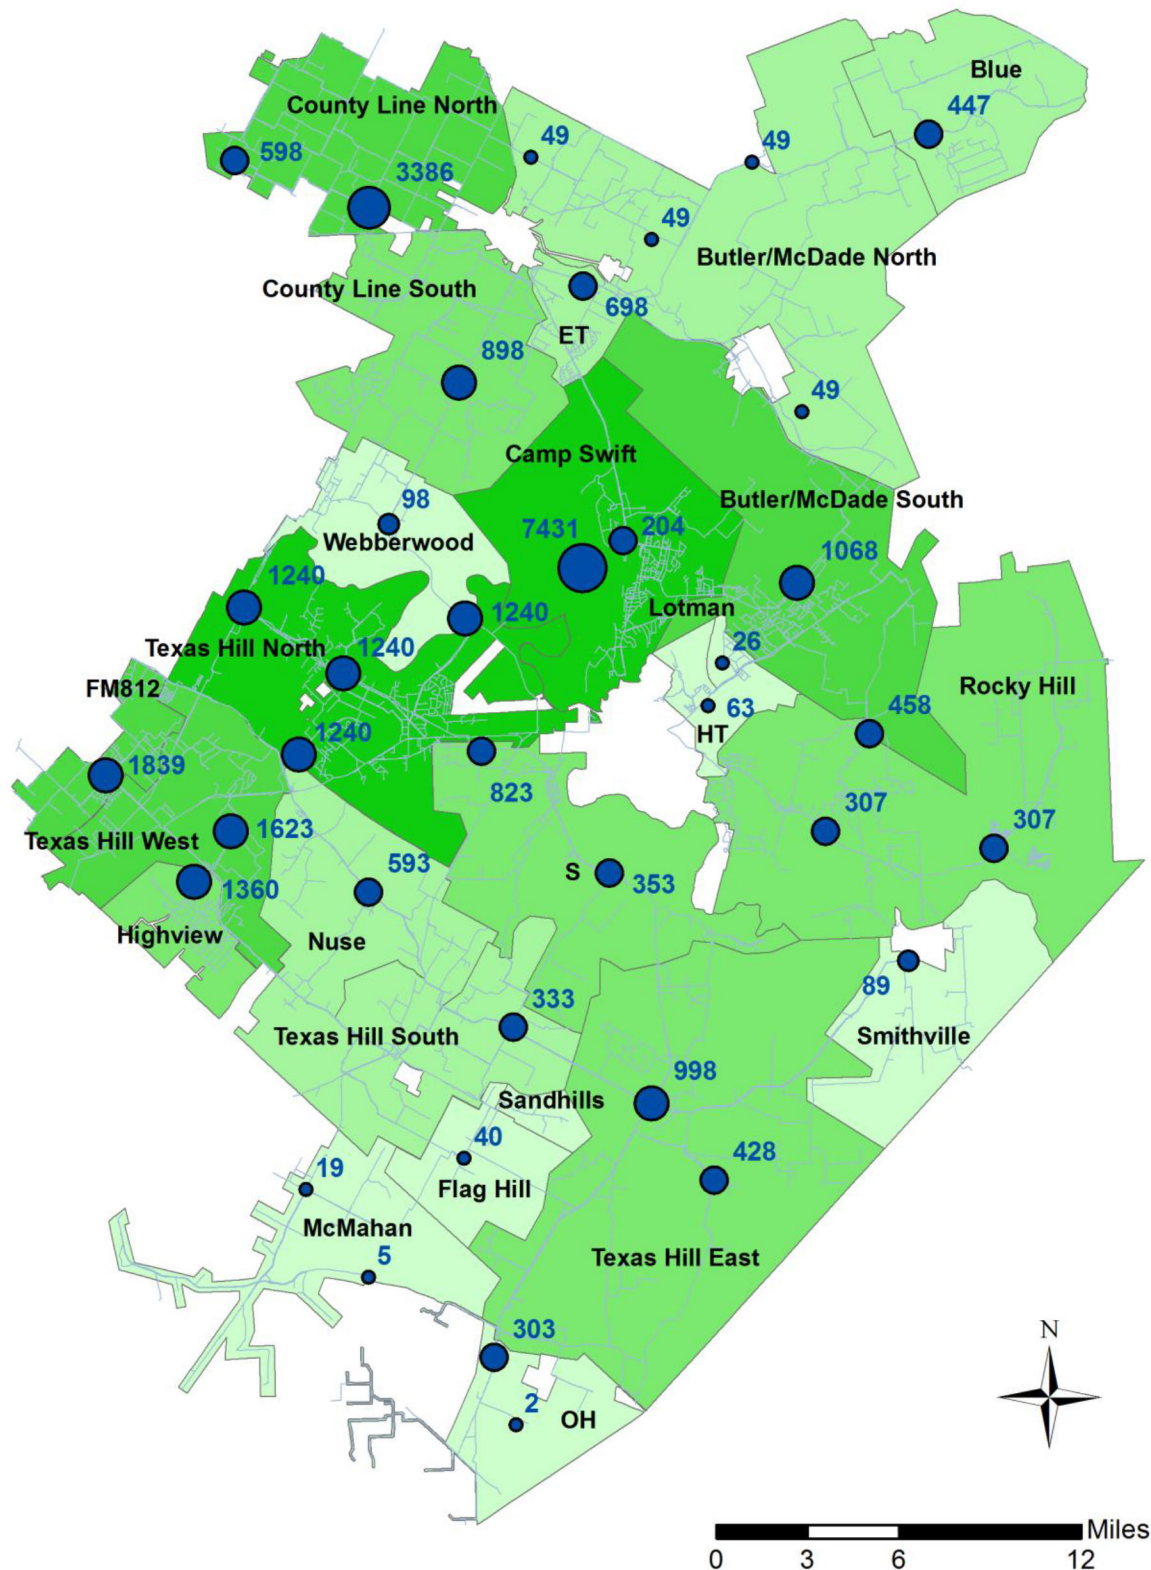 Blue
County Line North
447
49
49
598
3386
49
Butler/McDade North
County Line South
698
ET
898
49
Camp Swift
Butler/McDade South
98
7431
204
Webberwood
1068
1240
Lotman
1240
26
Texas Hill North
1240
FM812
Rocky Hill
63
458
HT
1240
1839
823
307
1623
307
Texas Hill West
593
S
353
1360
Highview
Nuse
89
333
Texas Hill South
Smithville
998
Sandhills
40
428
19
Flag Hill
McMahan
5
Texas Hill East
303
N
2
OH
Miles
0 3 6 12